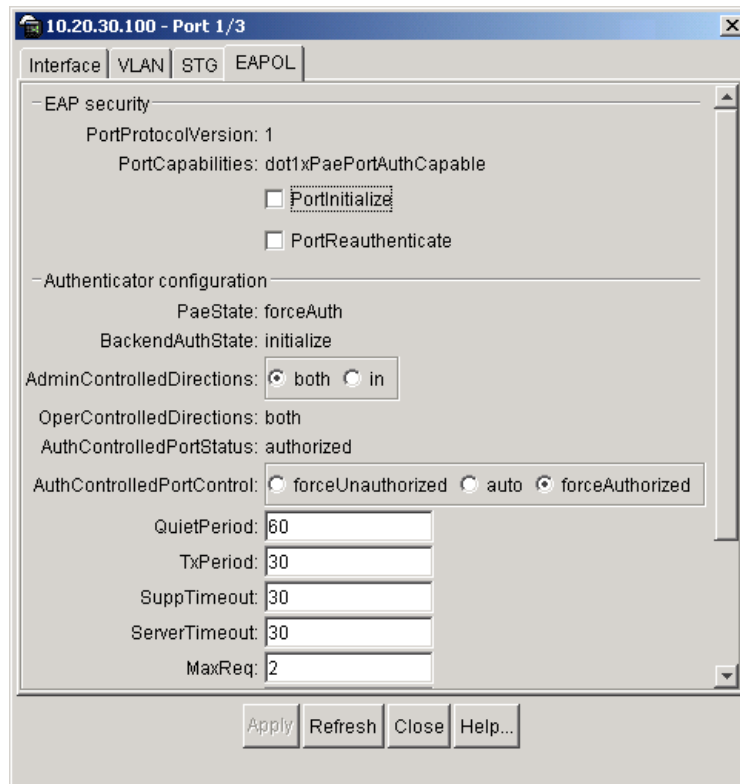 10.20.30.100 - Port 1/3
Interface VLAN STG EAPOL
EAP security
PortProtocolVersion: 1
PortCapabilities: dot1xPaePortAuthCapable
PortInitialize
PortReauthenticate
Authenticator configuration
PaeState: forceAuth
BackendAuthState: initialize
AdminControlledDirections: both in
OperControlledDirections: both
AuthControlledPortStatus: authorized
AuthControlledPortControl: forceUnauthorized auto forceAuthorized
QuietPeriod: 60
TxPeriod: 30
SuppTimeout: 30
ServerTimeout: 30
MaxReq: 2
Apply Refresh Close Help...